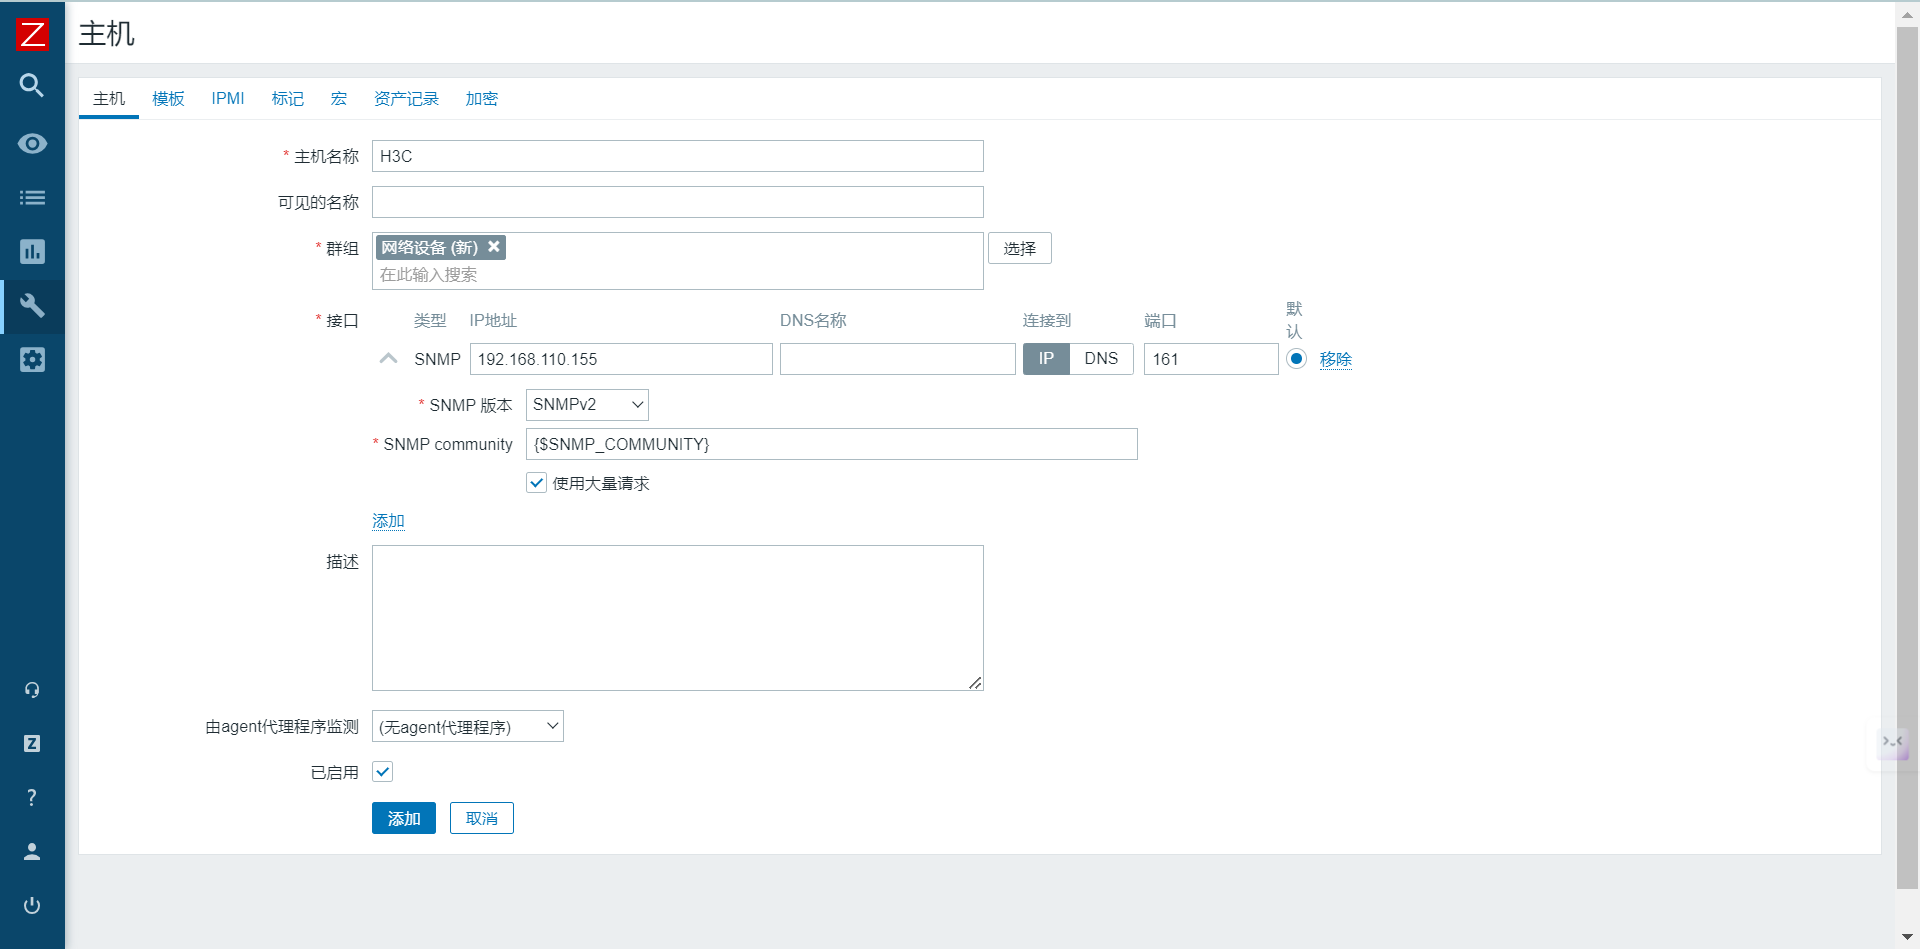 Z
主机
主机 模板 IPMI 标记 宏 资产记录 加密
* 主机名称 H3C
可见的名称
* 群组 网络设备 (新) 选择
在此输入搜索
* 接口 类型 IP地址 DNS名称 连接到 端口 默认
SNMP 192.168.110.155 IP DNS 161 移除
* SNMP 版本 SNMPv2
* SNMP community {$SNMP_COMMUNITY}
使用大量请求
添加
描述
由agent代理程序监测 (无agent代理程序)
已启用
添加 取消
Z
?